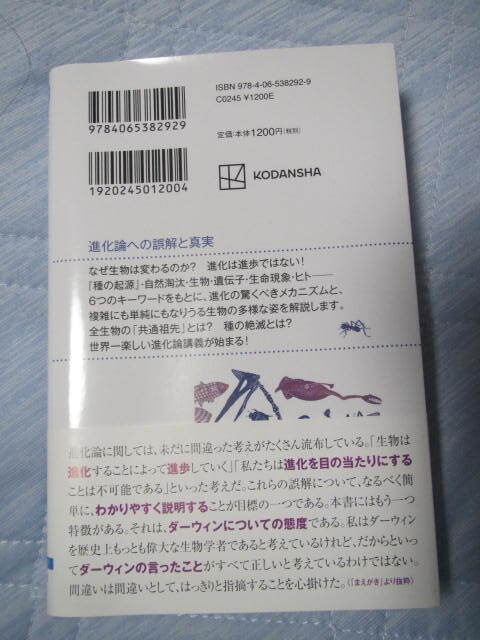 ISBN 978-4-06-538292-9
C0245 ¥1200E
9784065382929
定価:本体1200円(税別)
1920245012004
KODANSHA
進化論への誤解と真実
なぜ生物は変わるのか? 進化は進歩ではない!
『種の起源』・自然淘汰・生物・遺伝子・生命現象・ヒト――
6つのキーワードをもとに、進化の驚くべきメカニズムと、
複雑にも単純にもなりうる生物の多様な姿を解説します。
全生物の「共通祖先」とは? 種の絶滅とは?
世界一楽しい進化論講義が始まる!
進化論に関しては、未だに間違った考えがたくさん流布している。「生物は
進化することによって進歩していく」「私たちは進化を目の当たりにする
ことは不可能である」といった考えだ。これらの誤解について、なるべく簡
単に、わかりやすく説明することが目標の一つである。本書にはもう一つ
特徴がある。それは、ダーウィンについての態度である。私はダーウィン
を歴史上もっとも偉大な生物学者であると考えているけれど、だからといっ
てダーウィンの言ったことがすべて正しいと考えているわけではない。
間違いは間違いとして、はっきりと指摘することを心掛けた。(「まえがき」より抜粋)